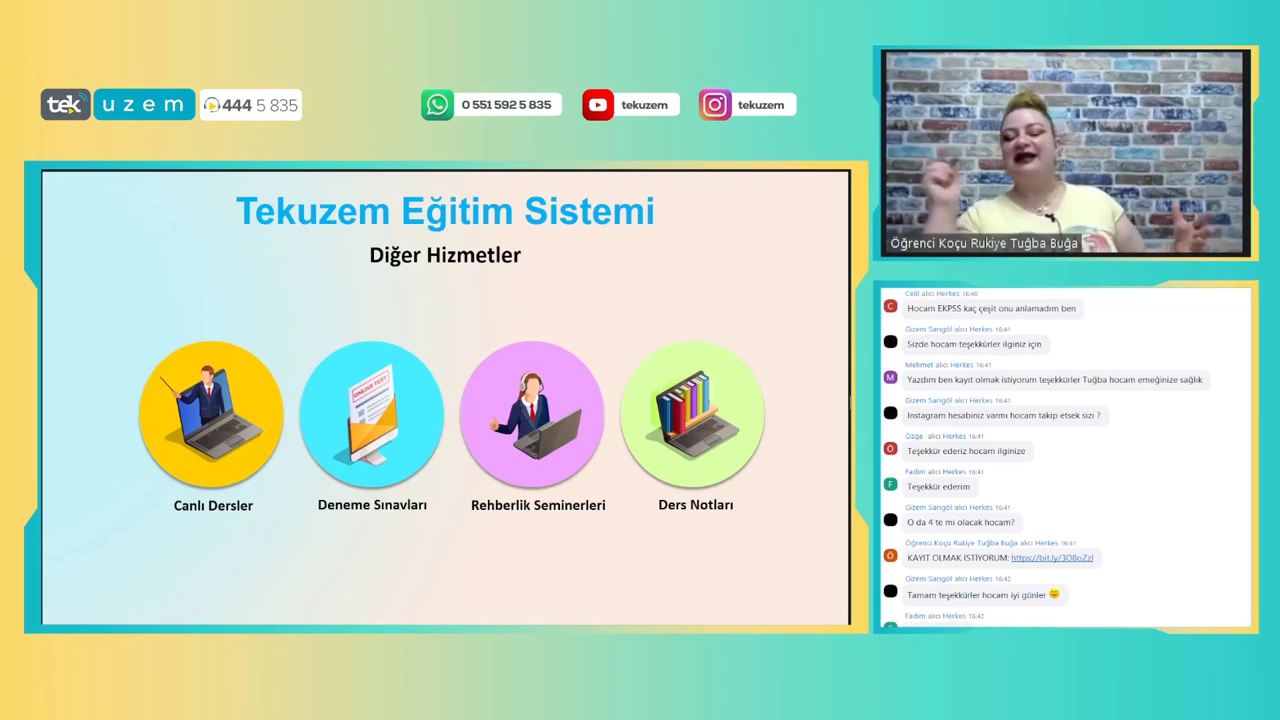 tek uzem 444 5 835
0 551 592 5 835
tekuzem
tekuzem
Tekuzem Eğitim Sistemi
Diğer Hizmetler
ONLINE TEST
Canlı Dersler
Deneme Sınavları
Rehberlik Seminerleri
Ders Notları
Öğrenci Koçu Rukiye Tuğba Buğa
Celil alıcı Herkes 16:40
C
Hocam EKPSS kaç çeşit onu anlamadım ben
Gizem Sarıgöl alıcı Herkes 16:41
Sizde hocam teşekkürler ilginiz için
Mehmet alıcı Herkes 16:41
M
Yazdım ben kayıt olmak istiyorum teşekkürler Tuğba hocam emeğinize sağlık
Gizem Sarıgöl alıcı Herkes 16:41
Instagram hesabiniz varmı hocam takip etsek sizi ?
Özge alıcı Herkes 16:41
Ö
Teşekkür ederiz hocam ilginize
Fadim alıcı Herkes 16:41
F
Teşekkür ederim
Gizem Sarıgöl alıcı Herkes 16:41
O da 4 te mi olacak hocam?
Öğrenci Koçu Rukiye Tuğba Buğa alıcı Herkes 16:41
Ö
KAYIT OLMAK İSTİYORUM: https://bit.ly/3O8oZzl
Gizem Sarıgöl alıcı Herkes 16:42
Tamam teşekkürler hocam iyi günler 😄
Fadim alıcı Herkes 16:42